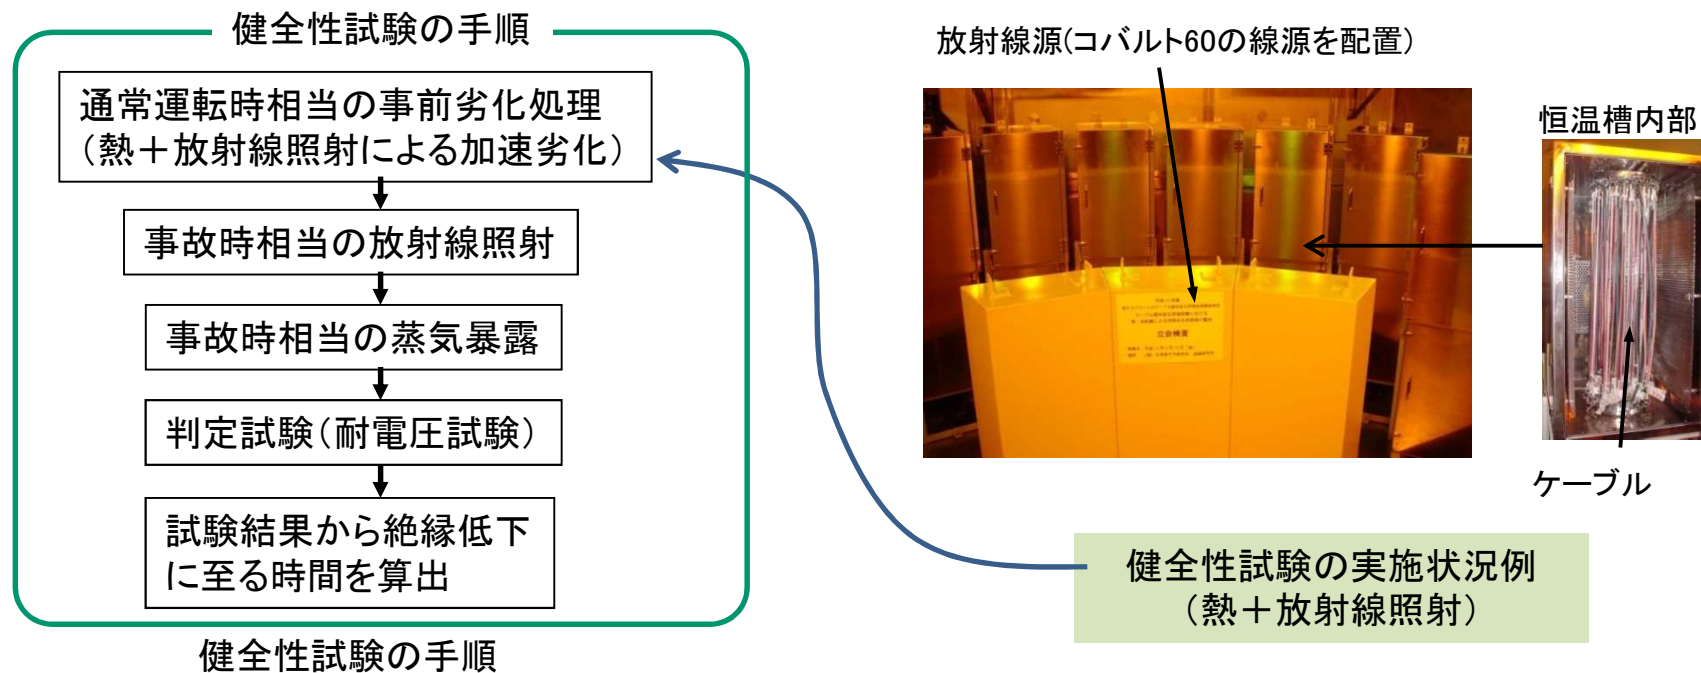 健全性試験の手順
通常運転時相当の事前劣化処理
（熱＋放射線照射による加速劣化）
事故時相当の放射線照射
事故時相当の蒸気暴露
判定試験（耐電圧試験）
試験結果から絶縁低下
に至る時間を算出
健全性試験の手順
放射線源（コバルト60の線源を配置）
恒温槽内部
立会検査
ケーブル
健全性試験の実施状況例
（熱＋放射線照射）